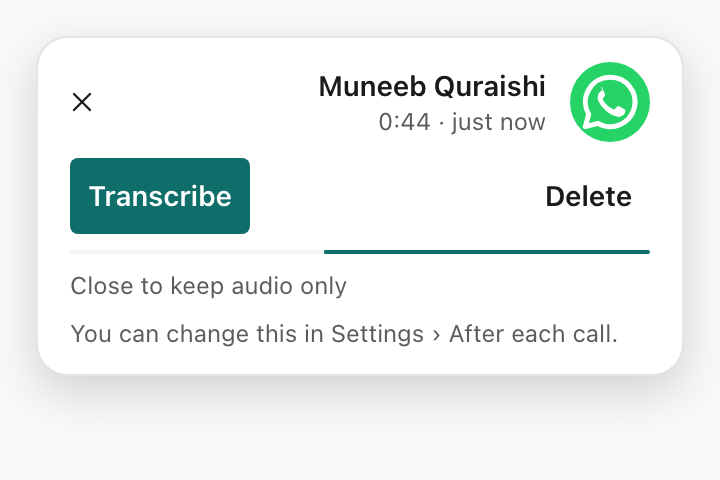 Muneeb Quraishi
0:44 · just now
Transcribe
Delete
Close to keep audio only
You can change this in Settings › After each call.